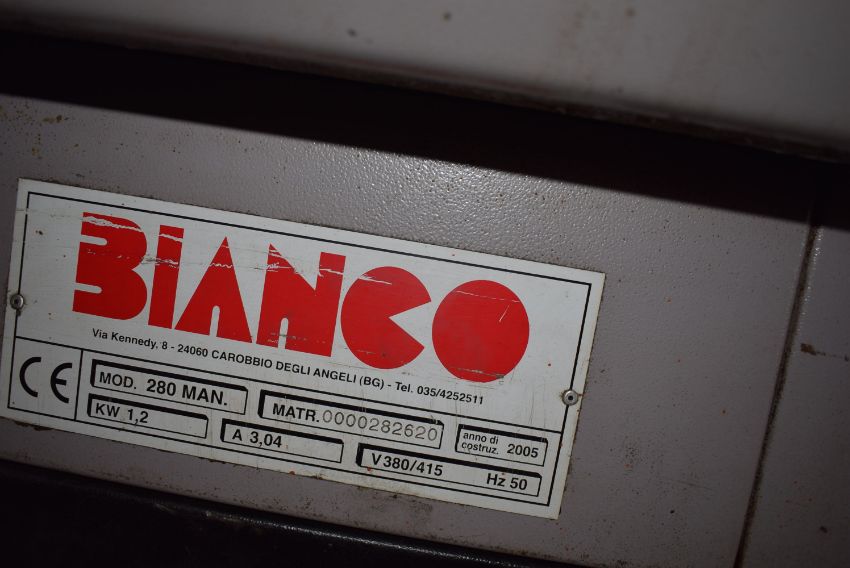 BIANCO
Via Kennedy, 8 - 24060 CAROBBIO DEGLI ANGELI (BG) - Tel. 035/4252511
CE
MOD. 280 MAN.
MATR. 0000282620
anno di costruz. 2005
KW 1,2
A 3,04
V 380/415 Hz 50